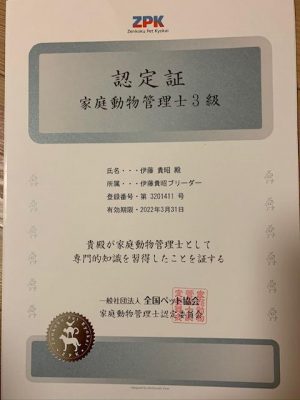 ZPK
Zenkoku Pet Kyokai
認定証
家庭動物管理士3級
氏名・・・伊藤 貴昭 殿
所属・・・伊藤貴昭ブリーダー
登録番号・第 3201411 号
有効期限・2022年3月31日
貴殿が家庭動物管理士として
専門的知識を習得したことを証する
一般社団法人 全国ペット協会
家庭動物管理士認定委員会